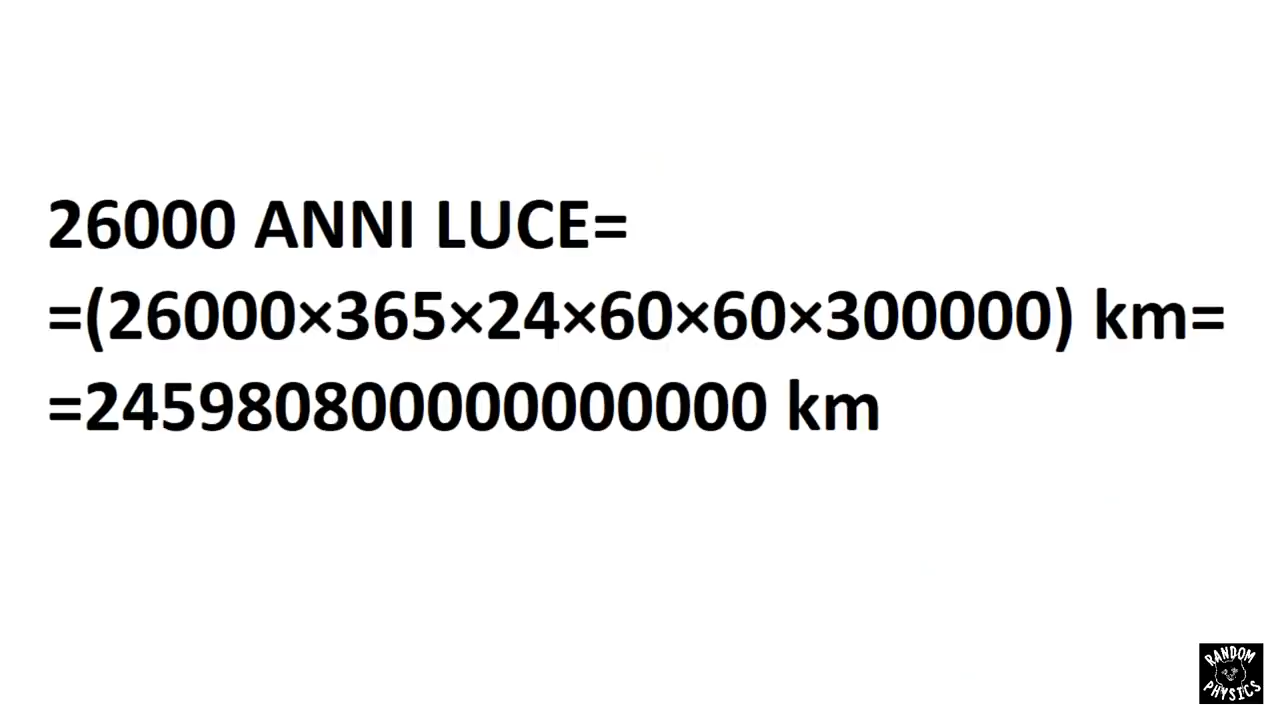 26000 ANNI LUCE=
=(26000×365×24×60×60×300000) km=
=245980800000000000 km
RANDOM
PHYSICS